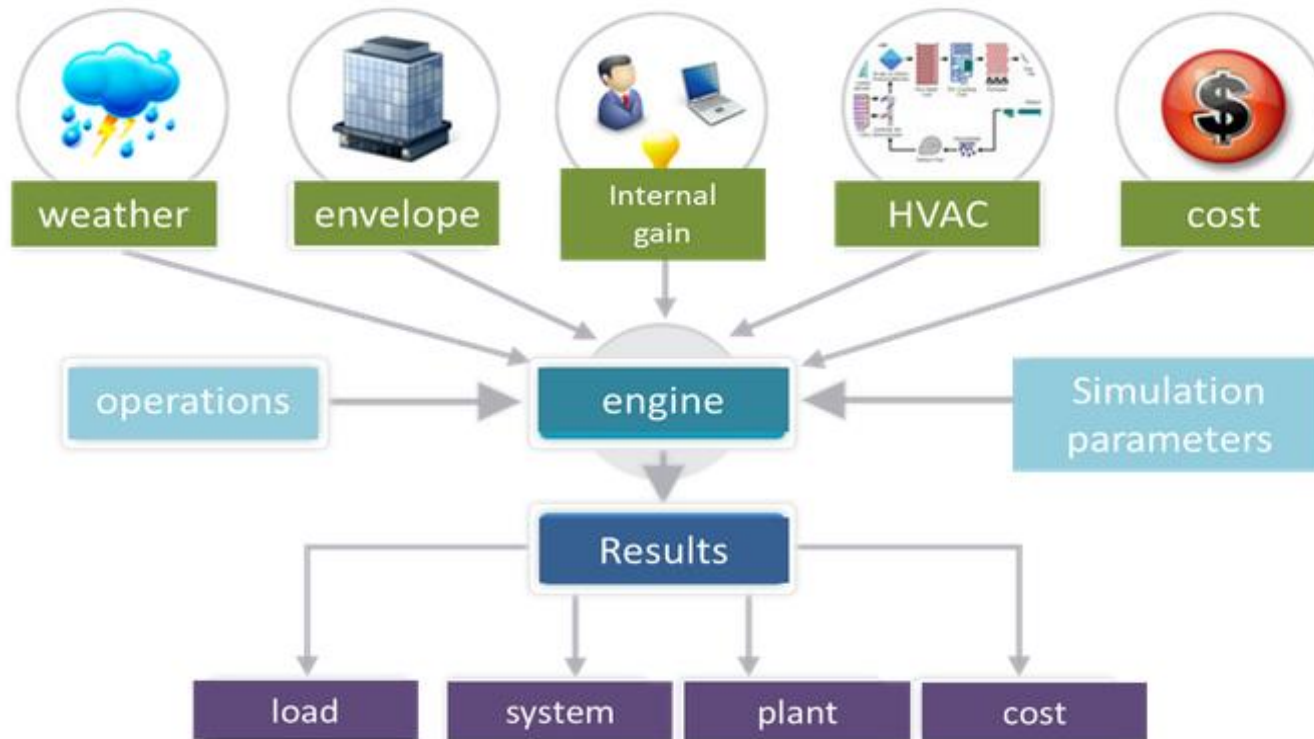 weather
envelope
Internal
gain
HVAC
cost
operations
engine
Simulation
parameters
Results
load
system
plant
cost